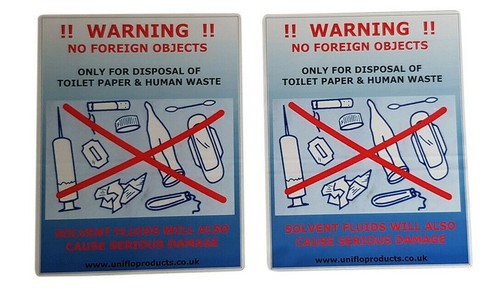 !! WARNING !!
NO FOREIGN OBJECTS
ONLY FOR DISPOSAL OF
TOILET PAPER & HUMAN WASTE
SOLVENT FLUIDS WILL ALSO
CAUSE SERIOUS DAMAGE
www.unifloproducts.co.uk
!! WARNING !!
NO FOREIGN OBJECTS
ONLY FOR DISPOSAL OF
TOILET PAPER & HUMAN WASTE
SOLVENT FLUIDS WILL ALSO
CAUSE SERIOUS DAMAGE
www.unifloproducts.co.uk